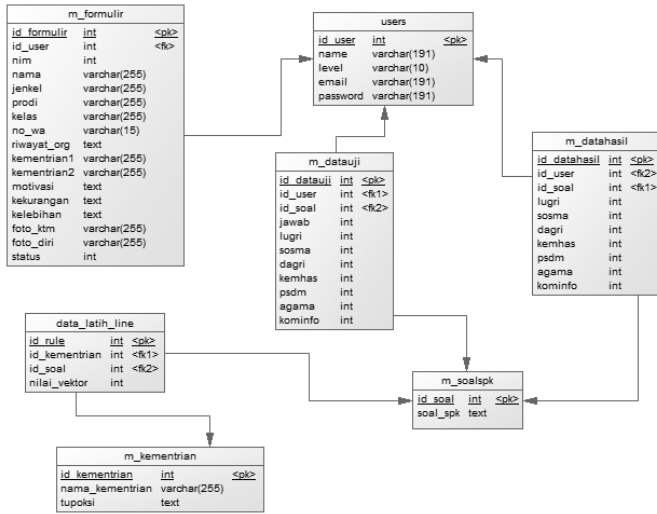 m_formulir
id_formulir int <pk>
id_user int <fk>
nim int
nama varchar(255)
jenkel varchar(255)
prodi varchar(255)
kelas varchar(255)
no_wa varchar(15)
riwayat_org text
kementrian1 varchar(255)
kementrian2 varchar(255)
motivasi text
kekurangan text
kelebihan text
foto_ktm varchar(255)
foto_diri varchar(255)
status int
users
id_user int <pk>
name varchar(191)
level varchar(10)
email varchar(191)
password varchar(191)
m_datauji
id_datauji int <pk>
id_user int <fk1>
id_soal int <fk2>
jawab int
lugri int
sosma int
dagri int
kemhas int
psdm int
agama int
kominfo int
m_datahasil
id_datahasil int <pk>
id_user int <fk2>
id_soal int <fk1>
lugri int
sosma int
dagri int
kemhas int
psdm int
agama int
kominfo int
data_latih_line
id_rule int <pk>
id_kementrian int <fk1>
id_soal int <fk2>
nilai_vektor int
m_soalspk
id_soal int <pk>
soal_spk text
m_kementrian
id_kementrian int <pk>
nama_kementrian varchar(255)
tupoksi text